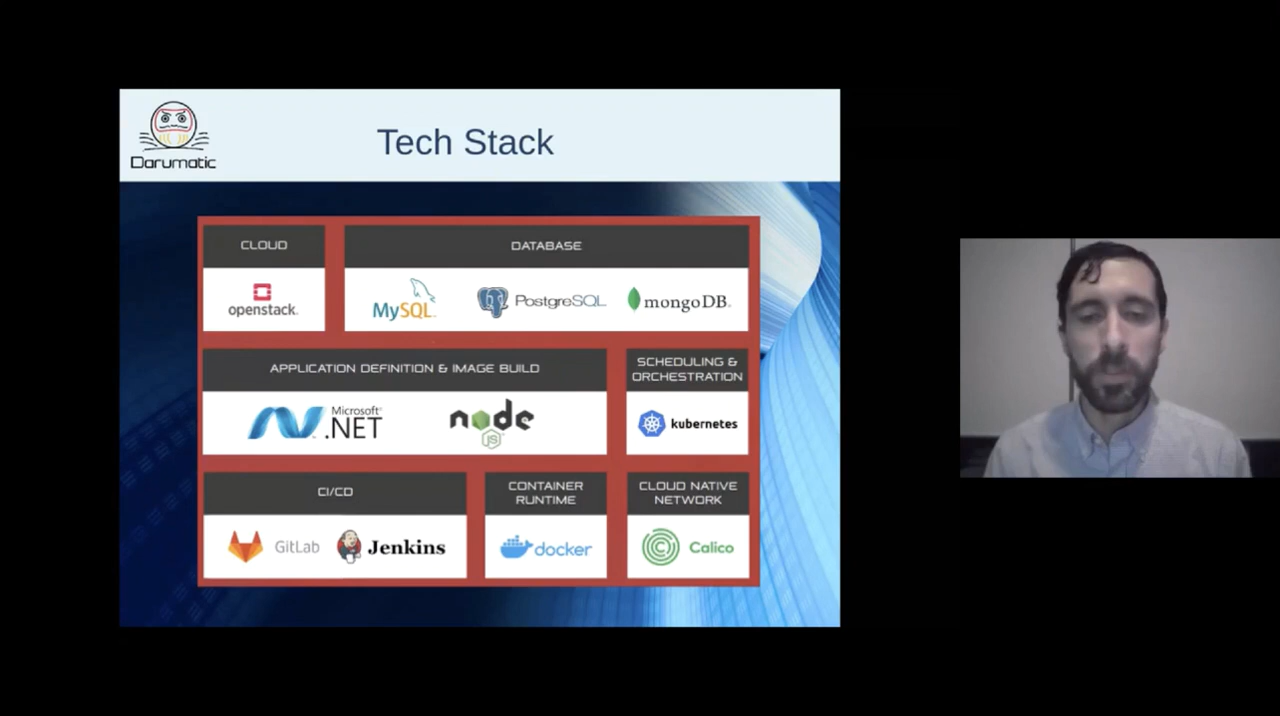 Darumatic
Tech Stack
CLOUD
DATABASE
openstack.
MySQL™
PostgreSQL
mongoDB.
APPLICATION DEFINITION & IMAGE BUILD
SCHEDULING &
ORCHESTRATION
Microsoft®
.NET
node
JS
kubernetes
CI/CD
CONTAINER
RUNTIME
CLOUD NATIVE
NETWORK
GitLab
Jenkins
docker
Calico